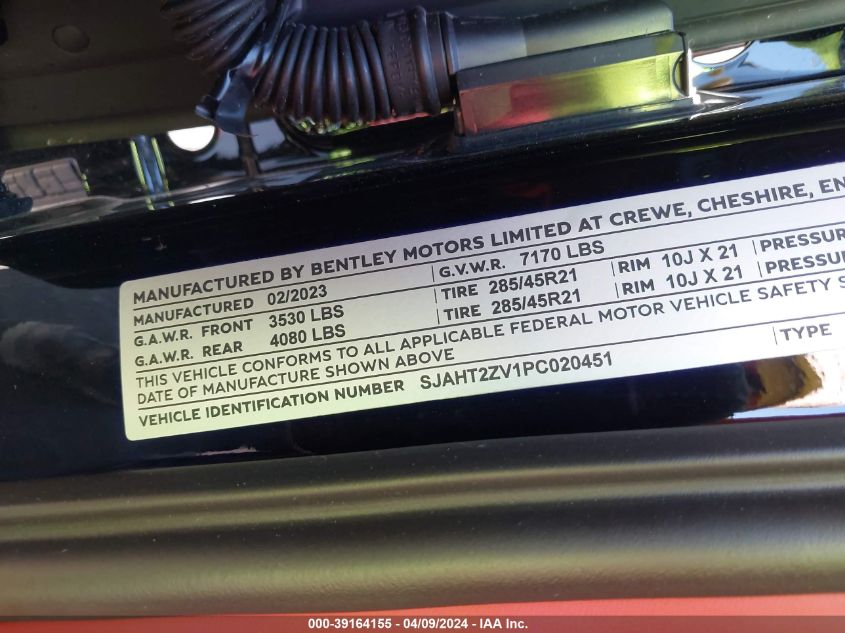 MANUFACTURED BY BENTLEY MOTORS LIMITED AT CREWE, CHESHIRE, EN
MANUFACTURED 02/2023 G.V.W.R. 7170 LBS
G.A.W.R. FRONT 3530 LBS TIRE 285/45R21 RIM 10J X 21 PRESSUR
G.A.W.R. REAR 4080 LBS TIRE 285/45R21 RIM 10J X 21 PRESSUR
THIS VEHICLE CONFORMS TO ALL APPLICABLE FEDERAL MOTOR VEHICLE SAFETY S
DATE OF MANUFACTURE SHOWN ABOVE
VEHICLE IDENTIFICATION NUMBER SJAHT2ZV1PC020451 TYPE
000-39164155 - 04/09/2024 - IAA Inc.